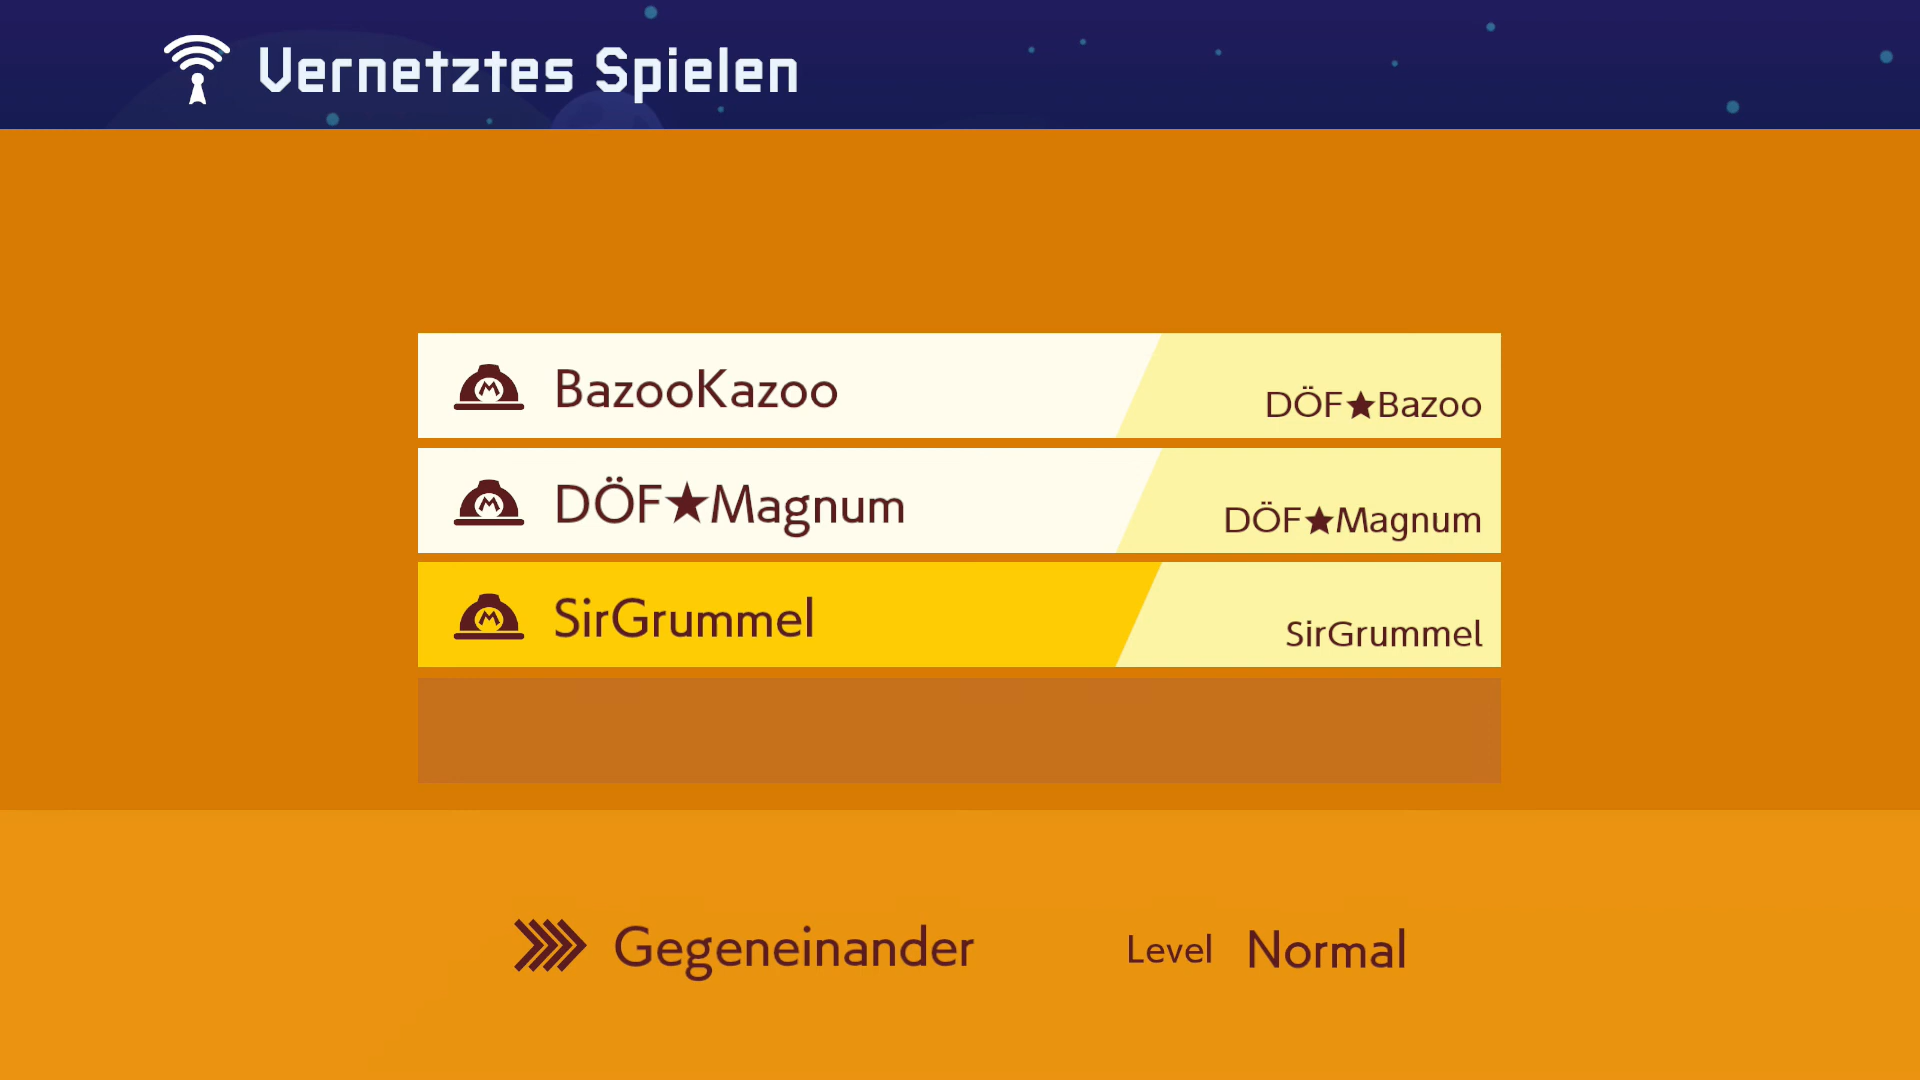 Vernetztes Spielen
BazooKazoo DÖF★Bazoo
DÖF★Magnum DÖF★Magnum
SirGrummel SirGrummel
Gegeneinander Level Normal